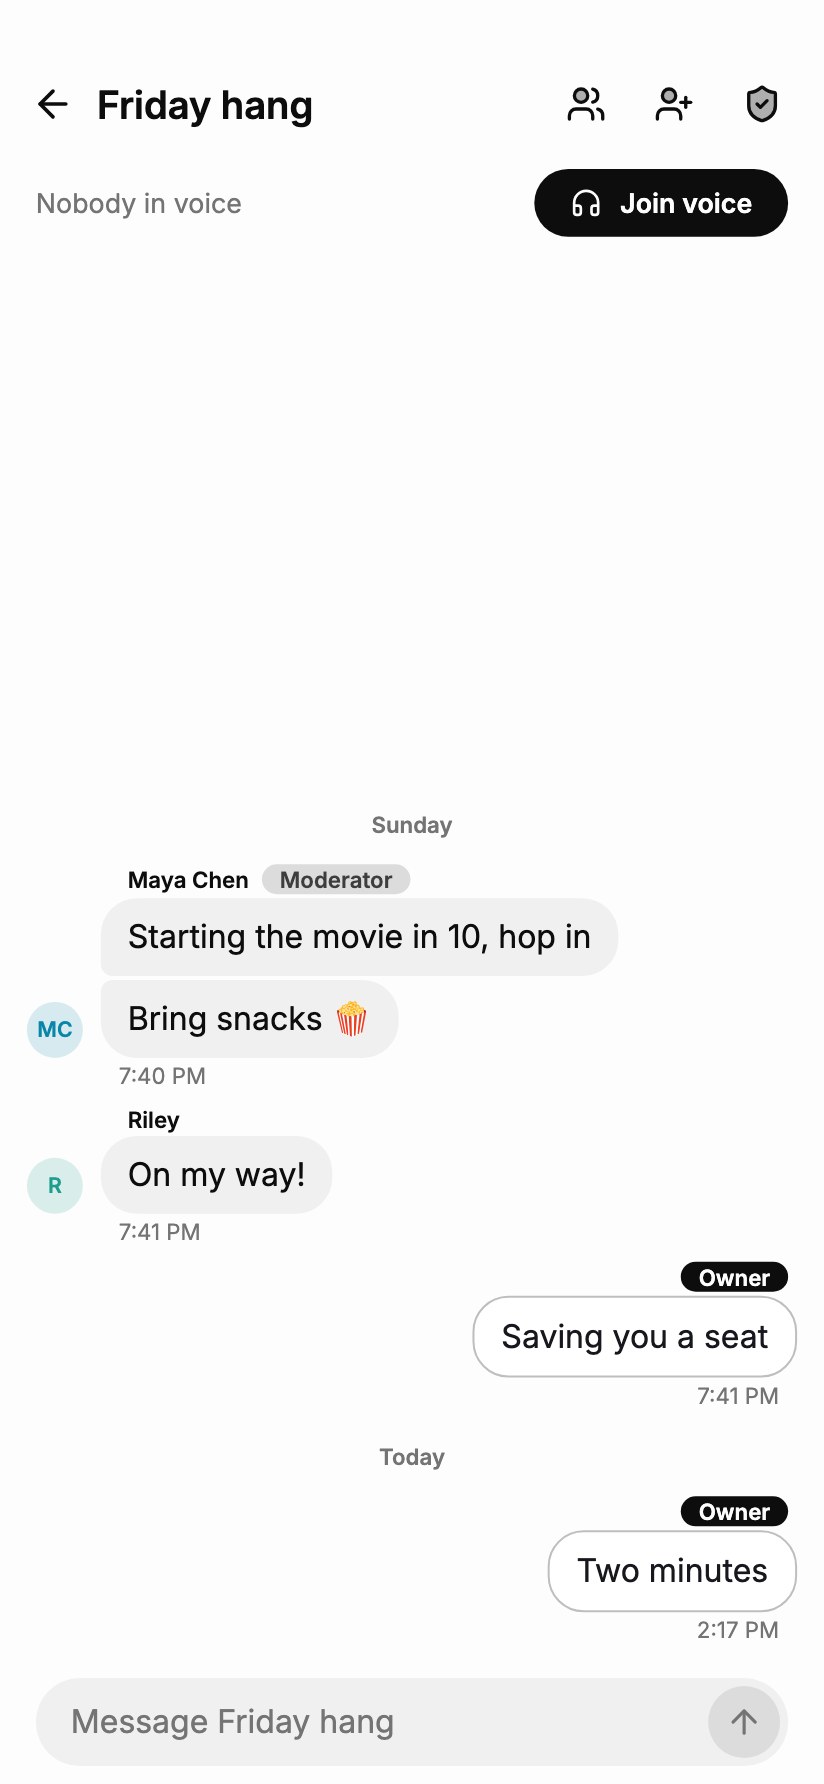 Friday hang
Nobody in voice
Join voice
Sunday
Maya Chen Moderator
Starting the movie in 10, hop in
Bring snacks 🍿
MC
7:40 PM
Riley
On my way!
R
7:41 PM
Owner
Saving you a seat
7:41 PM
Today
Owner
Two minutes
2:17 PM
Message Friday hang